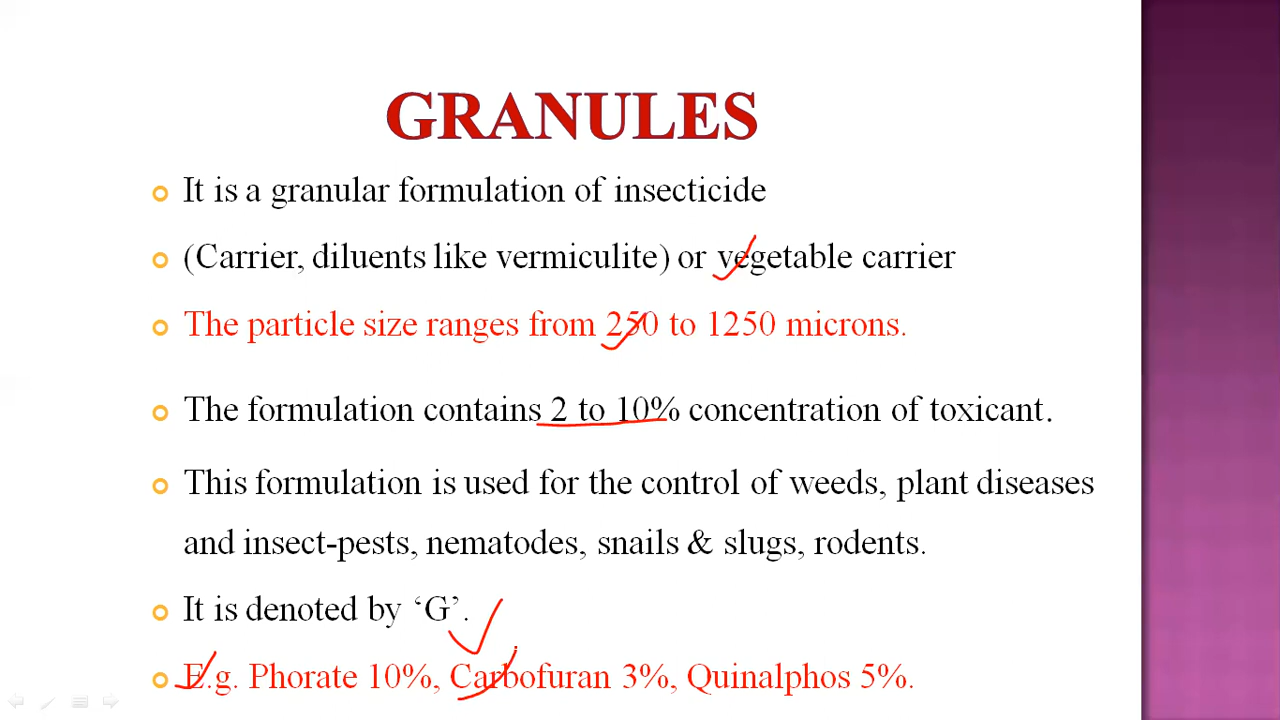 GRANULES
It is a granular formulation of insecticide
(Carrier, diluents like vermiculite) or vegetable carrier
The particle size ranges from 250 to 1250 microns.
The formulation contains 2 to 10% concentration of toxicant.
This formulation is used for the control of weeds, plant diseases
and insect-pests, nematodes, snails & slugs, rodents.
It is denoted by ‘G’.
E.g. Phorate 10%, Carbofuran 3%, Quinalphos 5%.